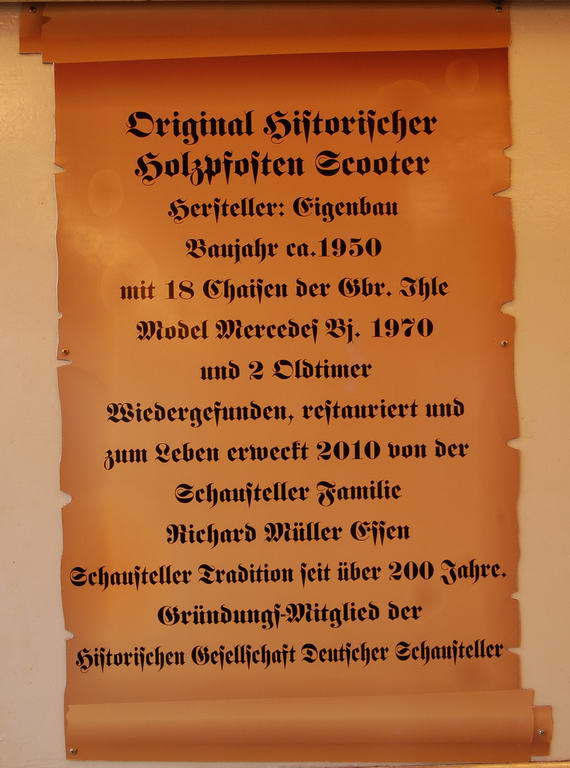 Original Hiſtoriſcher
Holzpfoſten Scooter
Herſteller: Eigenbau
Baujahr ca.1950
mit 18 Chaiſen der Gbr. Ihle
Model Mercedeſ Bj. 1970
und 2 Oldtimer
Wiedergefunden, reſtauriert und
zum Leben erweckt 2010 von der
Schauſteller Familie
Richard Müller Eſſen
Schauſteller Tradition ſeit über 200 Jahre.
Gründungſ-Mitglied der
Hiſtoriſchen Geſellſchaft Deutſcher Schauſteller